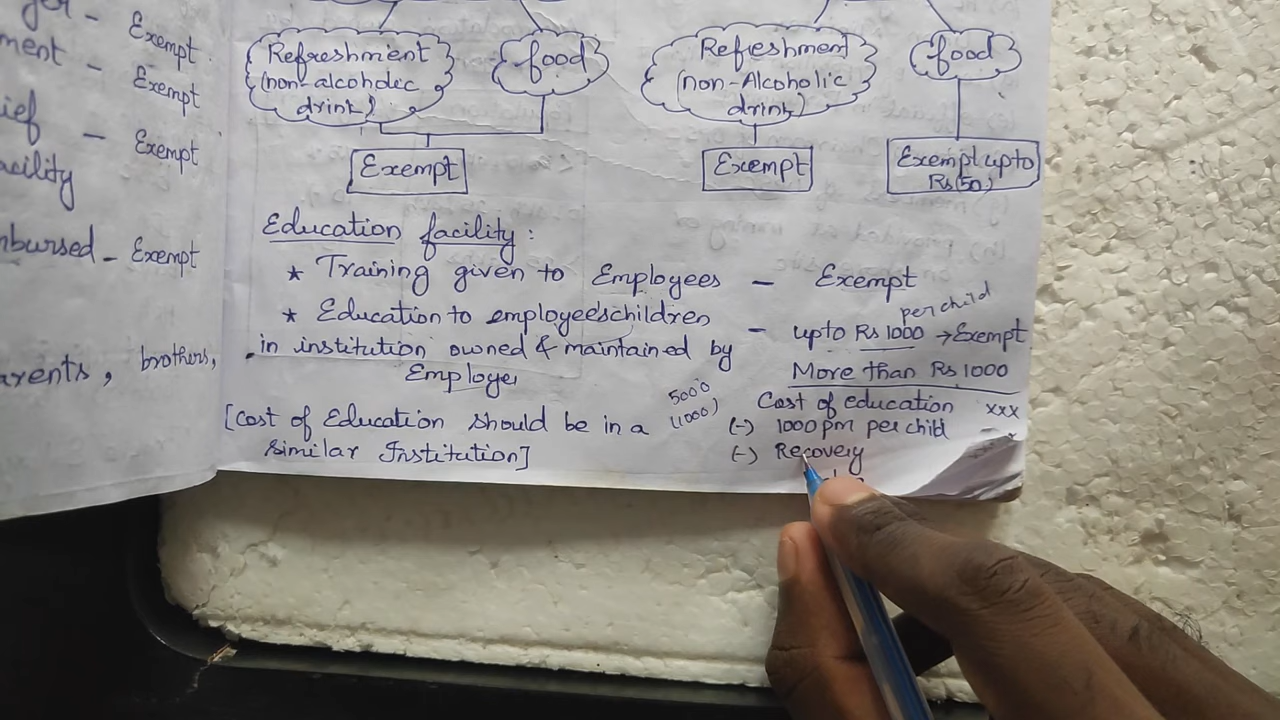 - Exempt
ment - Exempt
ief - Exempt
acility
mbursed - Exempt
arents, brothers,
Refreshment
(non-alcoholic
drink)
food
Exempt
Refreshment
(non-Alcoholic
drink)
food
Exempt
Exempt upto
Rs(50)
Education facility:
* Training given to Employees - Exempt
* Education to employees children
in institution owned & maintained by
Employer
- upto Rs 1000 → Exempt
per child
More than Rs 1000
Cost of education xxx
(-) 1000 pm per child
(-) Recovery
5000
(1000)
[Cost of Education should be in a
similar Institution]